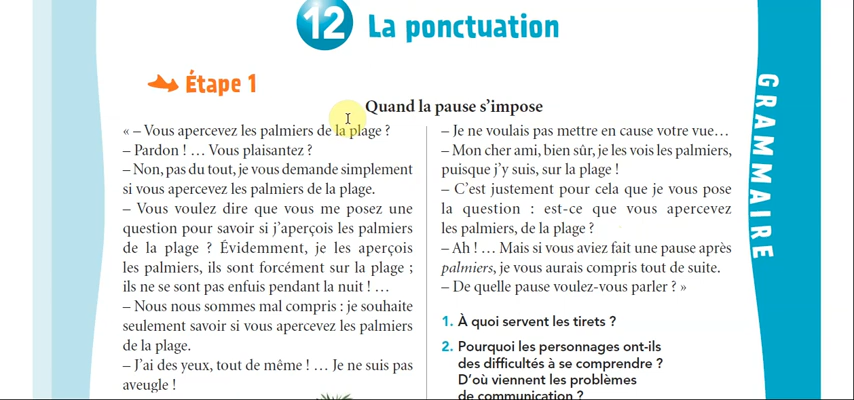 12 La ponctuation
Étape 1
Quand la pause s'impose
« – Vous apercevez les palmiers de la plage ?
– Pardon ! … Vous plaisantez ?
– Non, pas du tout, je vous demande simplement
si vous apercevez les palmiers de la plage.
– Vous voulez dire que vous me posez une
question pour savoir si j'aperçois les palmiers
de la plage ? Évidemment, je les aperçois
les palmiers, ils sont forcément sur la plage ;
ils ne se sont pas enfuis pendant la nuit ! …
– Nous nous sommes mal compris : je souhaite
seulement savoir si vous apercevez les palmiers
de la plage.
– J'ai des yeux, tout de même ! … Je ne suis pas
aveugle !
– Je ne voulais pas mettre en cause votre vue…
– Mon cher ami, bien sûr, je les vois les palmiers,
puisque j'y suis, sur la plage !
– C'est justement pour cela que je vous pose
la question : est-ce que vous apercevez
les palmiers, de la plage ?
– Ah ! … Mais si vous aviez fait une pause après
palmiers, je vous aurais compris tout de suite.
– De quelle pause voulez-vous parler ? »
1. À quoi servent les tirets ?
2. Pourquoi les personnages ont-ils
des difficultés à se comprendre ?
D'où viennent les problèmes
de communication ?
GRAMMAIRE